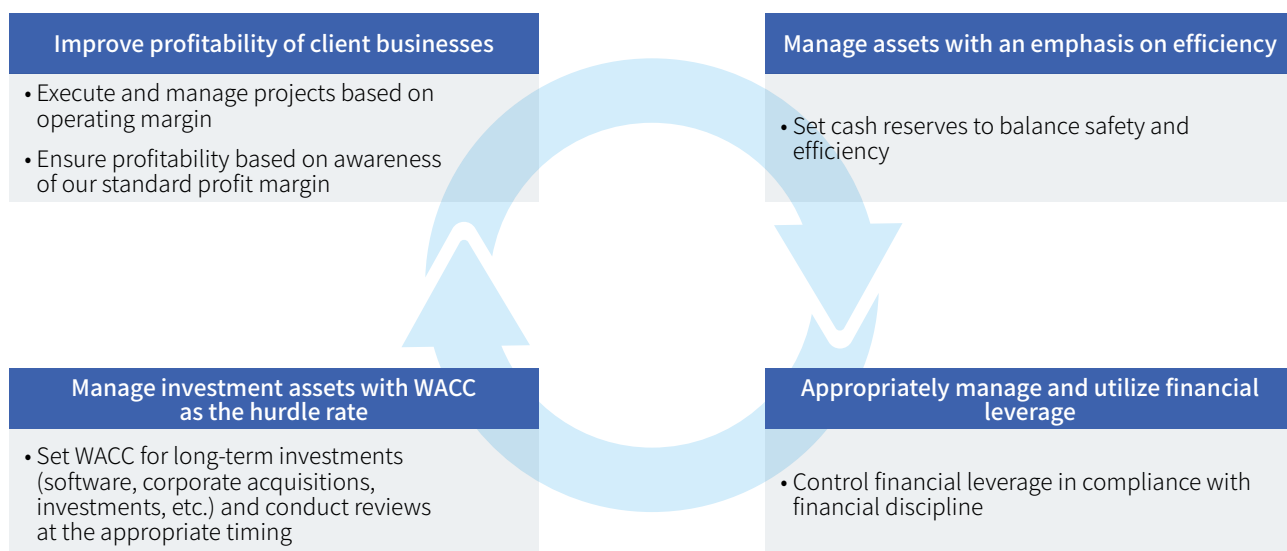 Improve profitability of client businesses
• Execute and manage projects based on
operating margin
• Ensure profitability based on awareness
of our standard profit margin
Manage assets with an emphasis on efficiency
• Set cash reserves to balance safety and
efficiency
Manage investment assets with WACC
as the hurdle rate
• Set WACC for long-term investments
(software, corporate acquisitions,
investments, etc.) and conduct reviews
at the appropriate timing
Appropriately manage and utilize financial
leverage
• Control financial leverage in compliance with
financial discipline